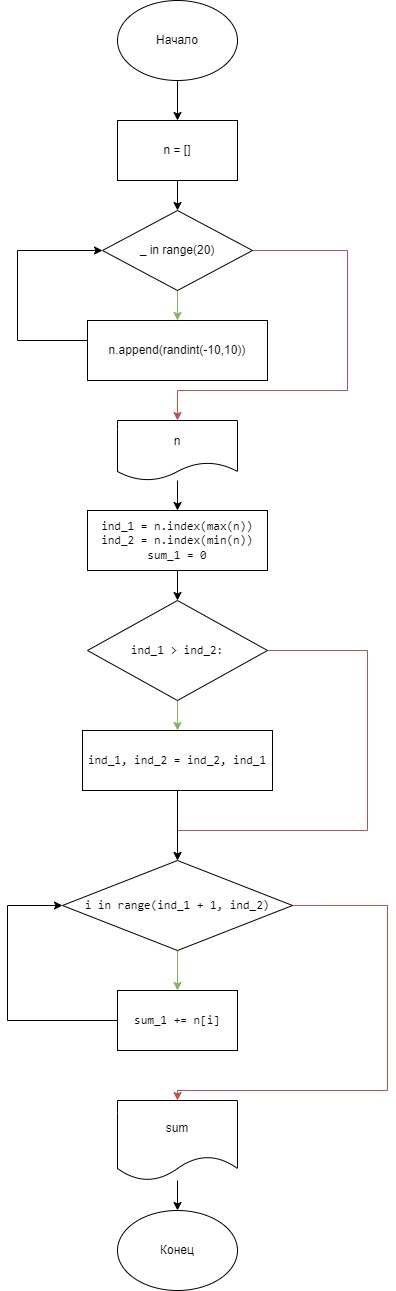 Начало
n = []
_ in range(20)
n.append(randint(-10,10))
n
ind_1 = n.index(max(n))
ind_2 = n.index(min(n))
sum_1 = 0
ind_1 > ind_2:
ind_1, ind_2 = ind_2, ind_1
i in range(ind_1 + 1, ind_2)
sum_1 += n[i]
sum
Конец